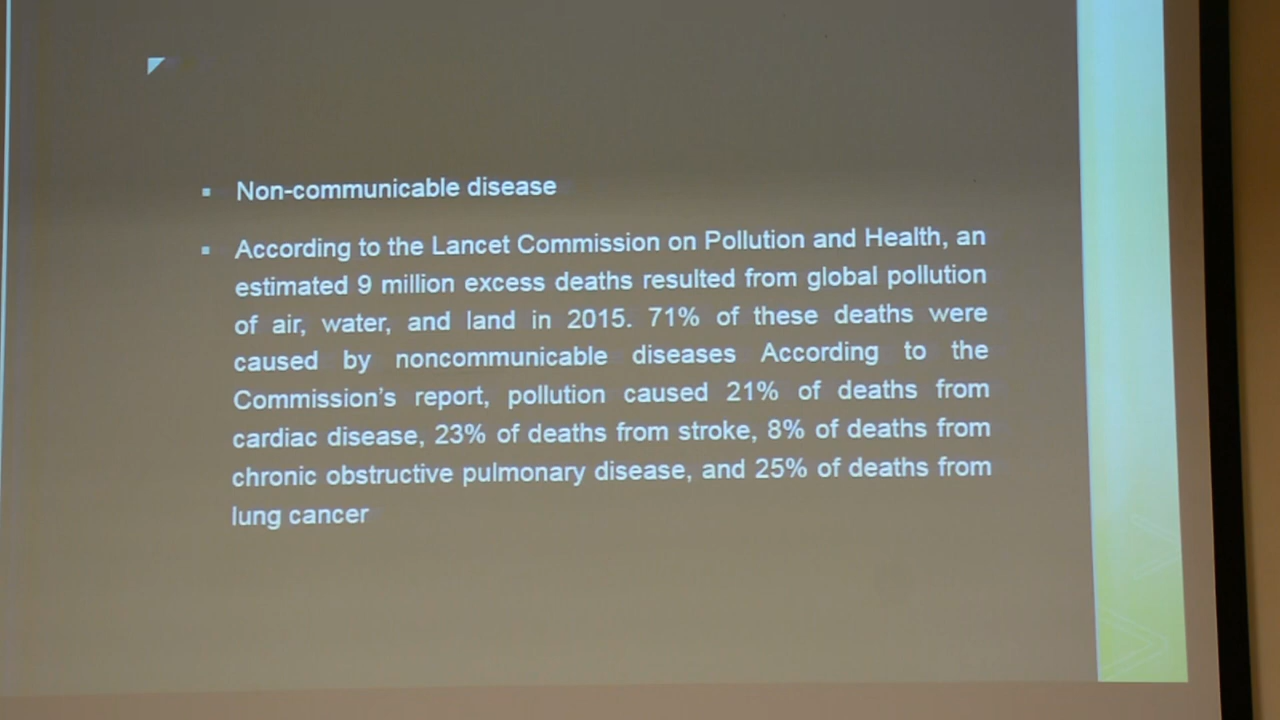 Non-communicable disease
According to the Lancet Commission on Pollution and Health, an
estimated 9 million excess deaths resulted from global pollution
of air, water, and land in 2015. 71% of these deaths were
caused by noncommunicable diseases According to the
Commission's report, pollution caused 21% of deaths from
cardiac disease, 23% of deaths from stroke, 8% of deaths from
chronic obstructive pulmonary disease, and 25% of deaths from
lung cancer